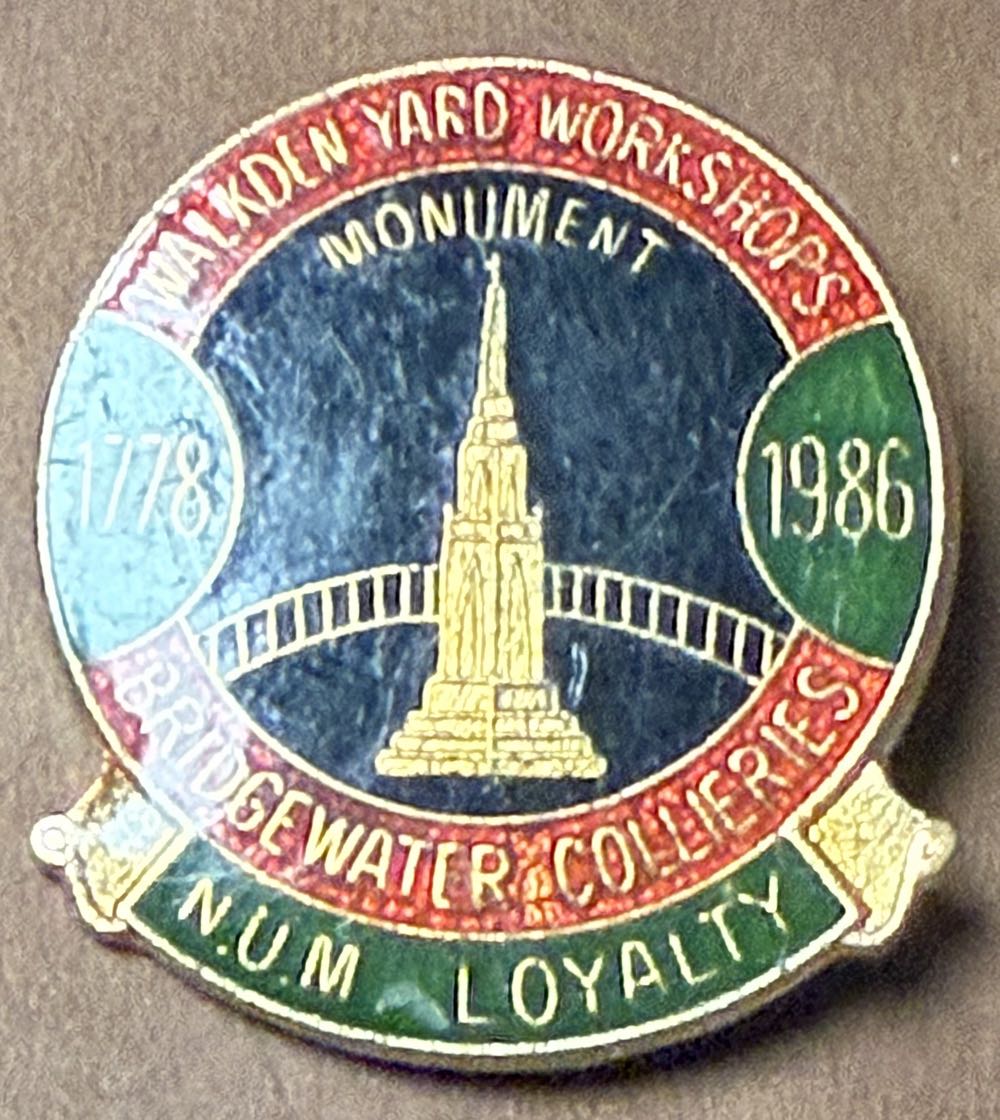 WALKDEN YARD WORKSHOPS
MONUMENT
1778
1986
BRIDGEWATER COLLIERIES
N.U.M LOYALTY